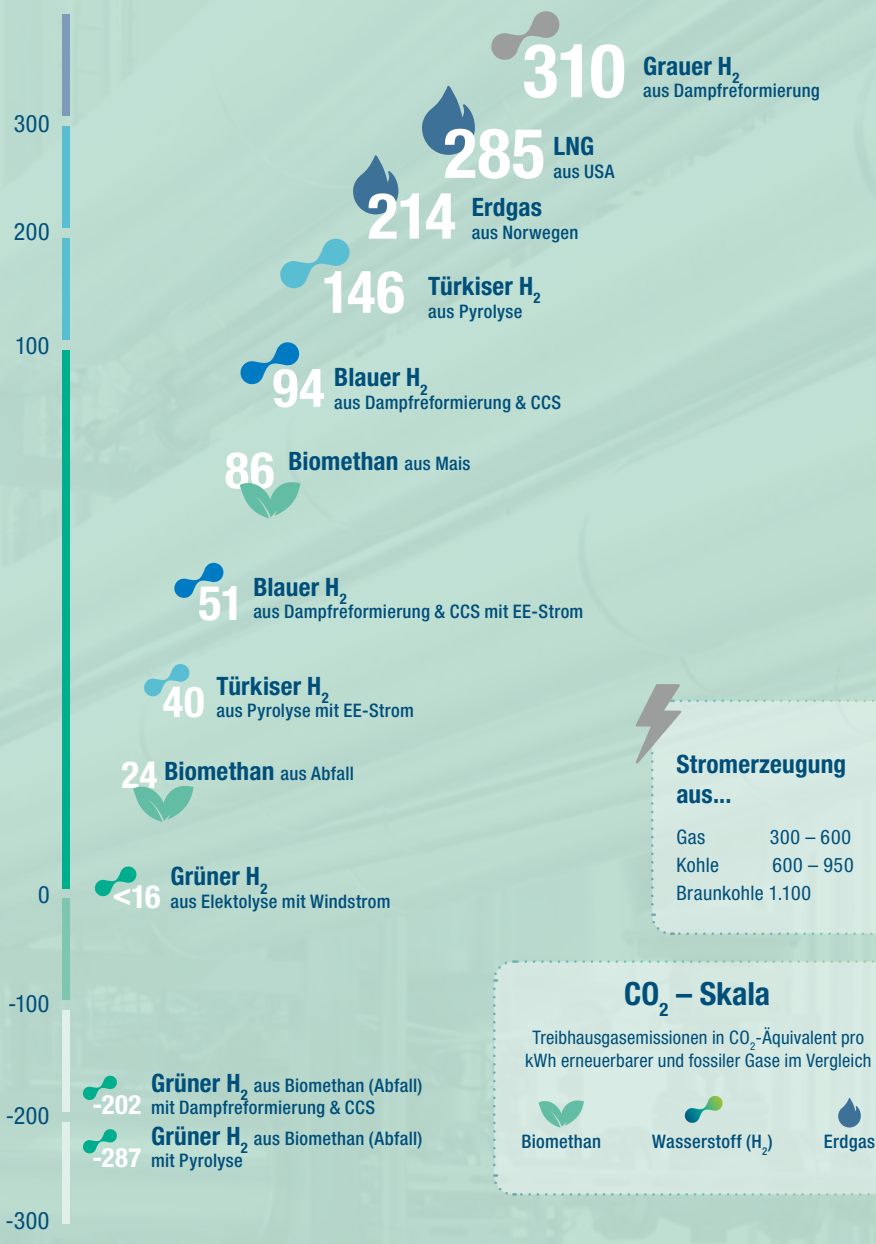 310
Grauer H₂
aus Dampfreformierung
300
285
LNG
aus USA
214
Erdgas
aus Norwegen
200
146
Türkiser H₂
aus Pyrolyse
100
94
Blauer H₂
aus Dampfreformierung & CCS
86
Biomethan aus Mais
51
Blauer H₂
aus Dampfreformierung & CCS mit EE-Strom
40
Türkiser H₂
aus Pyrolyse mit EE-Strom
24
Biomethan aus Abfall
<16
Grüner H₂
aus Elektolyse mit Windstrom
0
-100
-202
Grüner H₂ aus Biomethan (Abfall)
mit Dampfreformierung & CCS
-200
-287
Grüner H₂ aus Biomethan (Abfall)
mit Pyrolyse
-300
Stromerzeugung
aus...
Gas 300 – 600
Kohle 600 – 950
Braunkohle 1.100
CO₂ – Skala
Treibhausgasemissionen in CO₂-Äquivalent pro
kWh erneuerbarer und fossiler Gase im Vergleich
Biomethan
Wasserstoff (H₂)
Erdgas